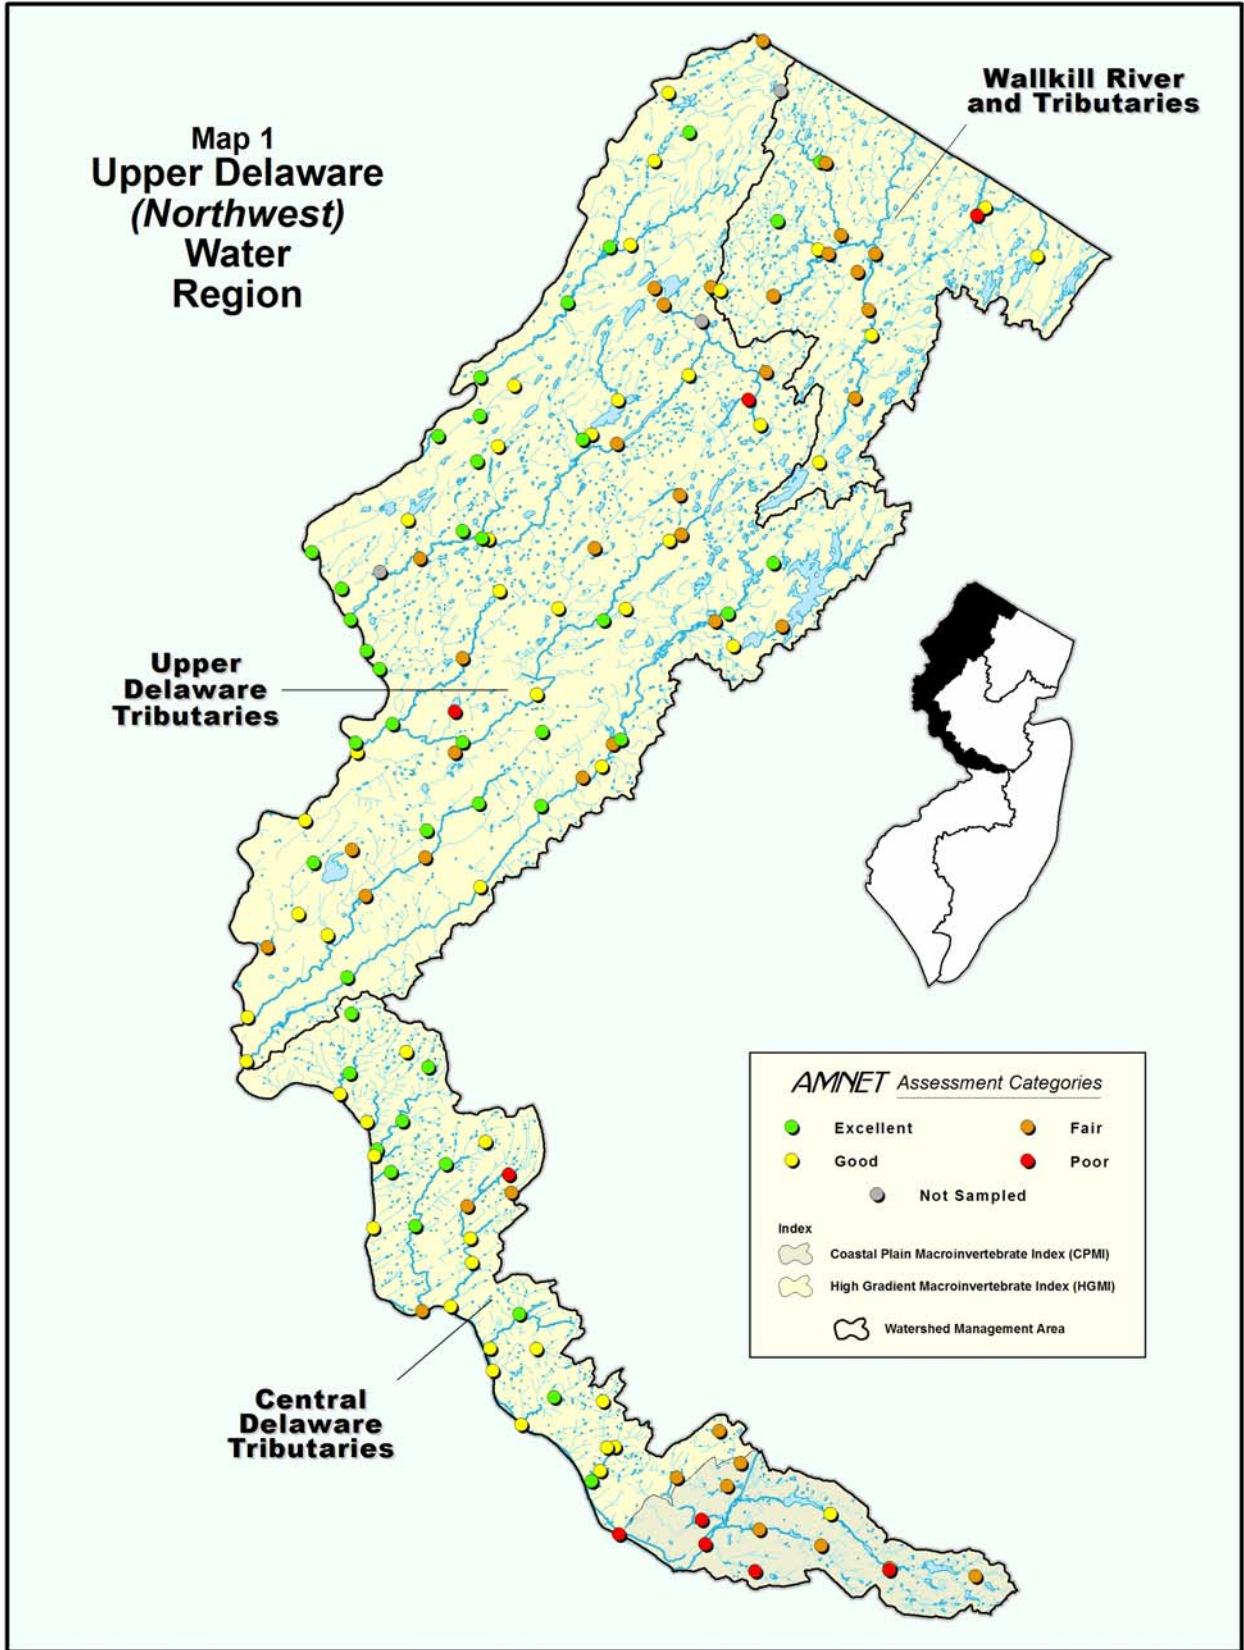 Map 1
Upper Delaware
(Northwest)
Water
Region
Wallkill River
and Tributaries
Upper
Delaware
Tributaries
Central
Delaware
Tributaries
AMNET Assessment Categories
Excellent
Fair
Good
Poor
Not Sampled
Index
Coastal Plain Macroinvertebrate Index (CPMI)
High Gradient Macroinvertebrate Index (HGMI)
Watershed Management Area